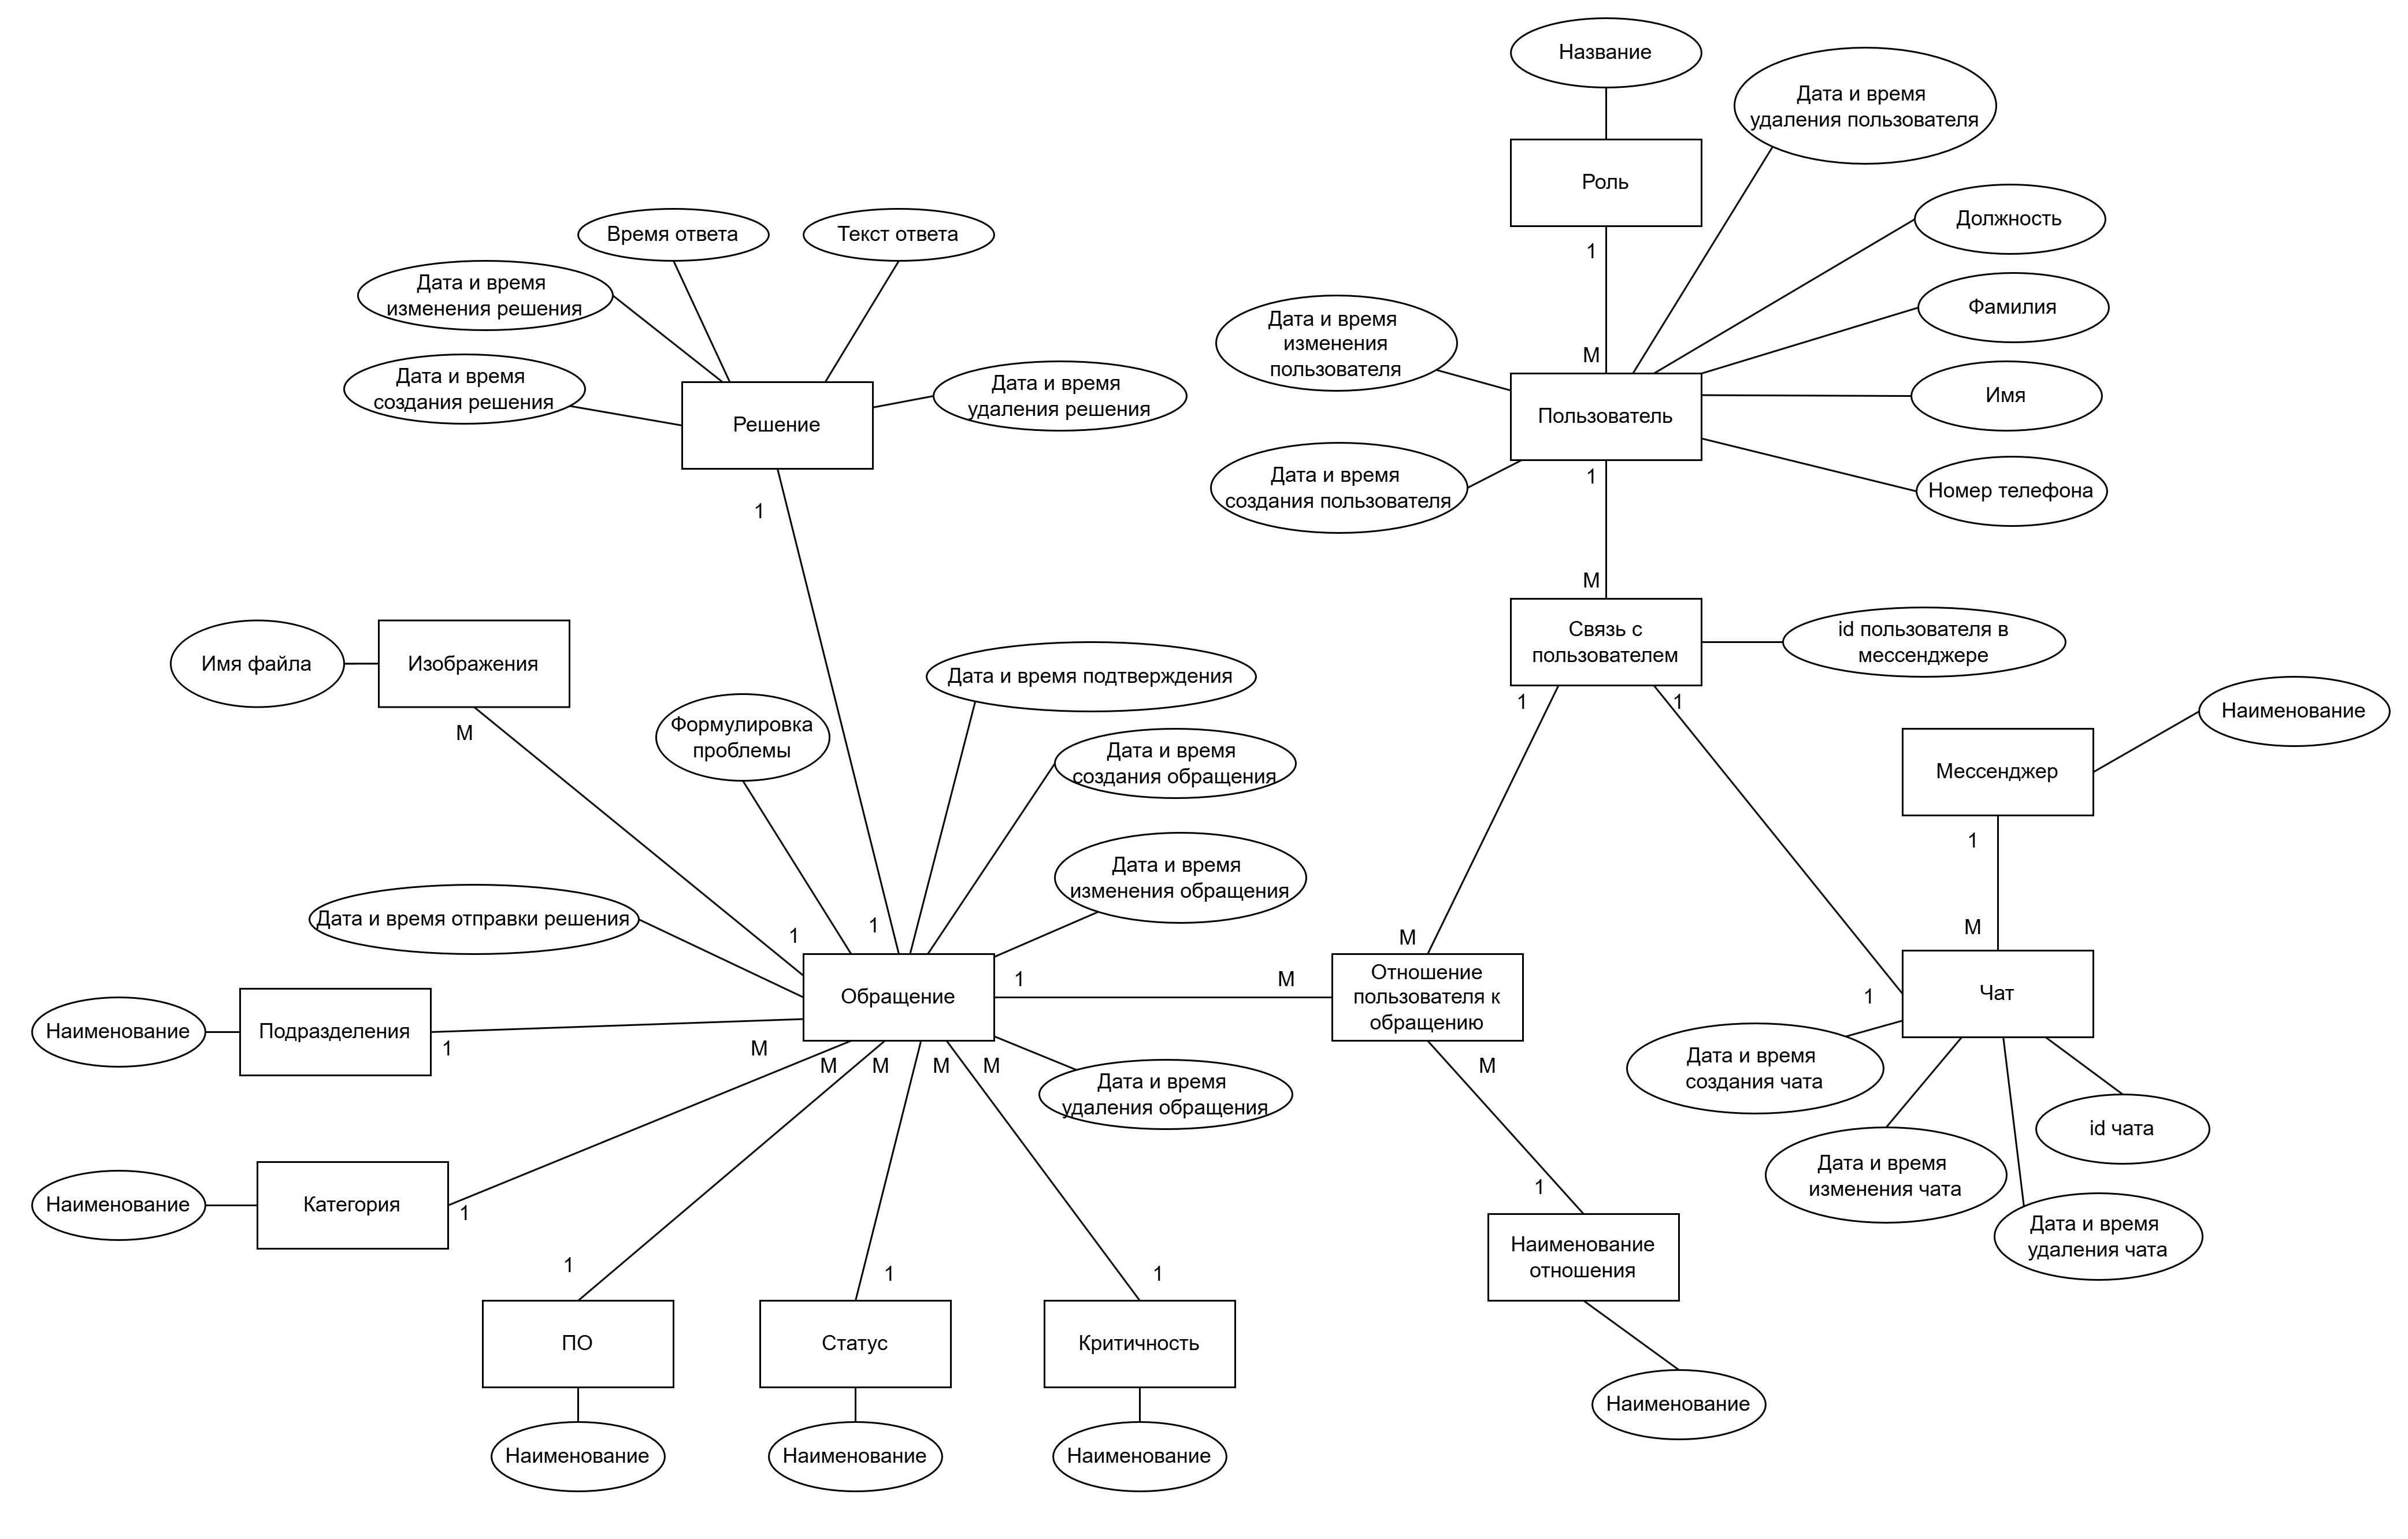 Название
Дата и время
удаления пользователя
Роль
Должность
1
Время ответа
Текст ответа
Дата и время
изменения решения
Фамилия
Дата и время
изменения
пользователя
М
Дата и время
создания решения
Дата и время
удаления решения
Имя
Решение
Пользователь
1
Дата и время
создания пользователя
Номер телефона
1
М
Связь с
пользователем
id пользователя в
мессенджере
Имя файла
Изображения
Дата и время подтверждения
1
1
Наименование
М
Формулировка
проблемы
Дата и время
создания обращения
Мессенджер
1
Дата и время
изменения обращения
Дата и время отправки решения
1
1
М
М
Обращение
1
М
Отношение
пользователя к
обращению
1
Чат
Наименование
Подразделения
1
М
М
М
М
М
М
Дата и время
создания чата
Дата и время
удаления обращения
id чата
Дата и время
изменения чата
Наименование
Категория
1
1
Дата и время
удаления чата
Наименование
отношения
1
1
1
ПО
Статус
Критичность
Наименование
Наименование
Наименование
Наименование